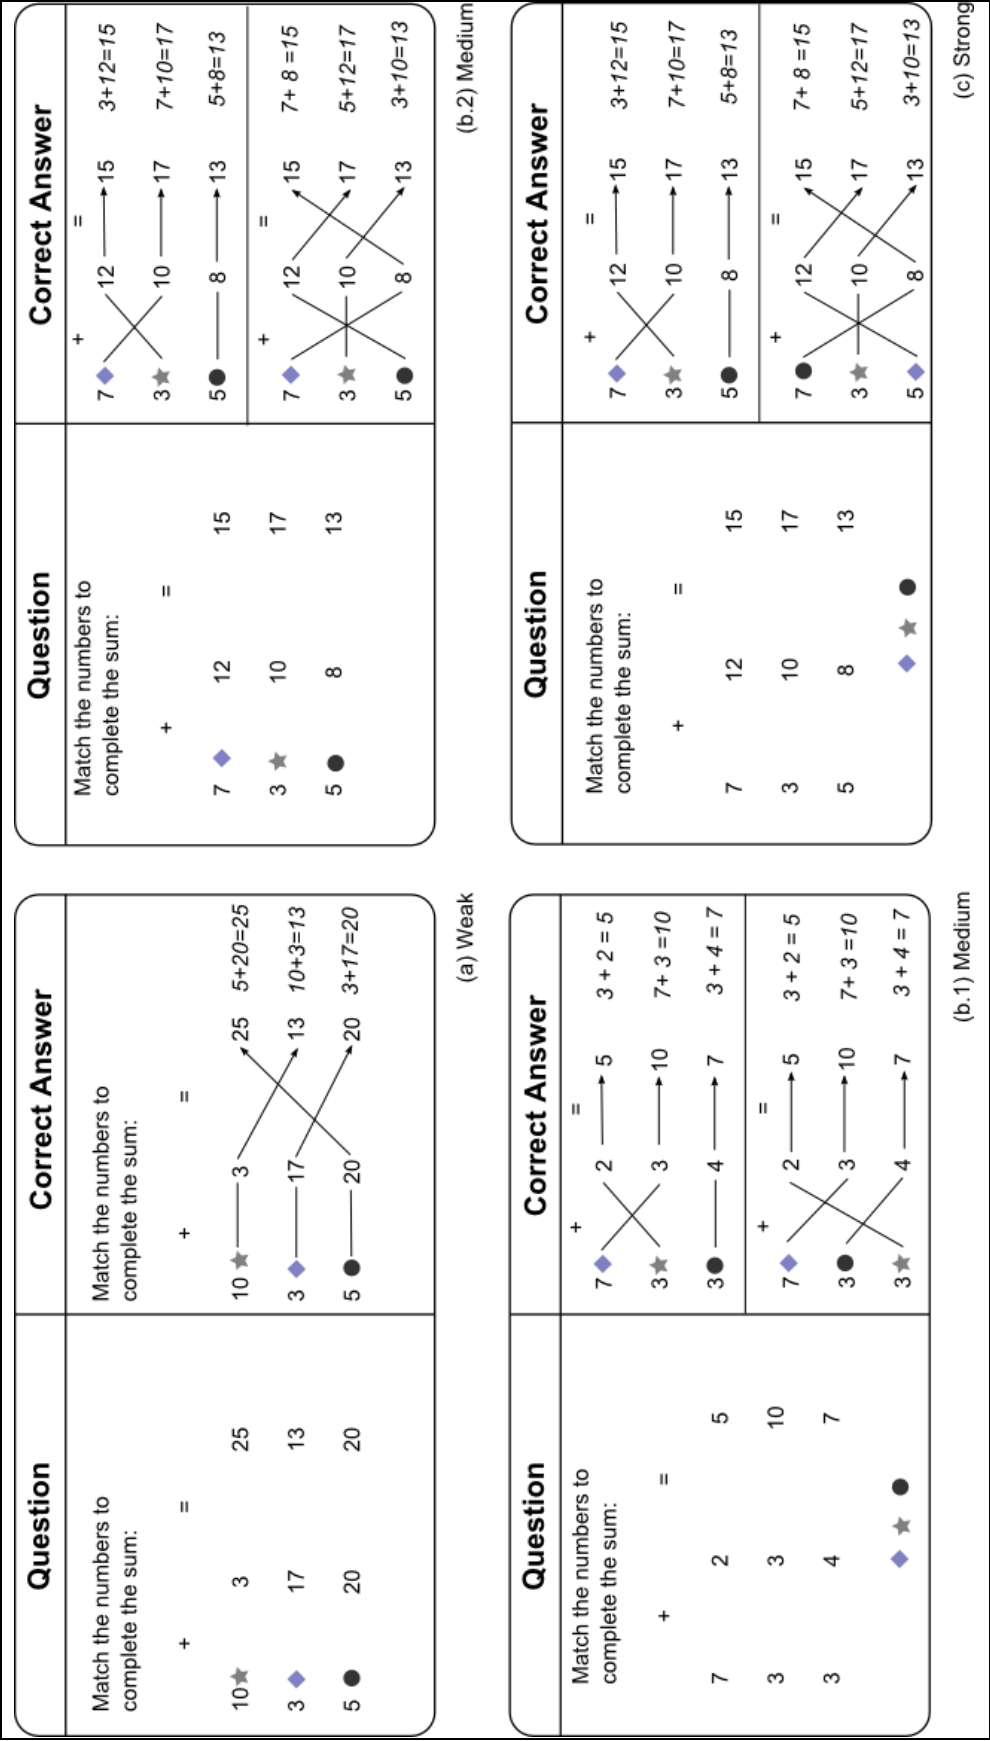 Question
Match the numbers to
complete the sum:
+ =
10 3 25
3 17 13
5 20 20
Correct Answer
Match the numbers to
complete the sum:
+ =
10 3 25 5+20=25
3 17 13 10+3=13
5 20 20 3+17=20
(a) Weak
Question
Match the numbers to
complete the sum:
+ =
7 12 15
3 10 17
5 8 13
Correct Answer
+ =
7 12 15 3+12=15
3 10 17 7+10=17
5 8 13 5+8=13
+ =
7 12 15 7+ 8 =15
3 10 17 5+12=17
5 8 13 3+10=13
(b.2) Medium
Question
Match the numbers to
complete the sum:
+ =
7 2 5
3 3 10
3 4 7
Correct Answer
+ =
7 2 5 3 + 2 = 5
3 3 10 7+ 3 =10
3 4 7 3 + 4 = 7
+ =
7 2 5 3 + 2 = 5
3 3 10 7+ 3 =10
3 4 7 3 + 4 = 7
(b.1) Medium
Question
Match the numbers to
complete the sum:
+ =
7 12 15
3 10 17
5 8 13
Correct Answer
+ =
7 12 15 3+12=15
3 10 17 7+10=17
5 8 13 5+8=13
+ =
7 12 15 7+ 8 =15
3 10 17 5+12=17
5 8 13 3+10=13
(c) Strong